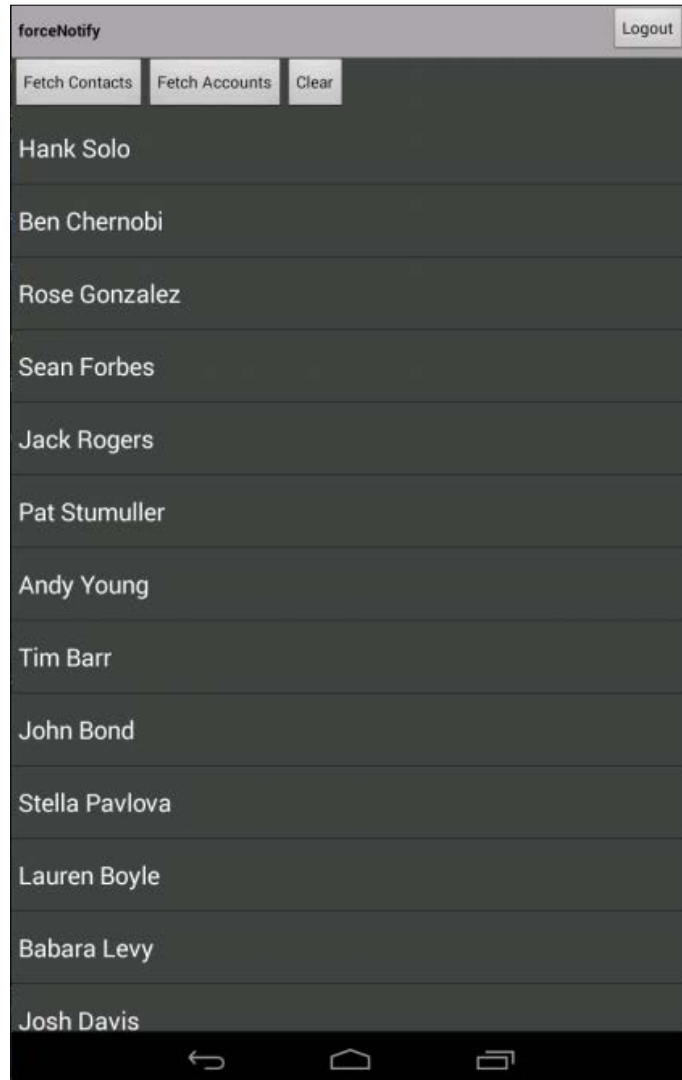 forceNotify Logout
Fetch Contacts Fetch Accounts Clear
Hank Solo
Ben Chernobi
Rose Gonzalez
Sean Forbes
Jack Rogers
Pat Stumuller
Andy Young
Tim Barr
John Bond
Stella Pavlova
Lauren Boyle
Babara Levy
Josh Davis